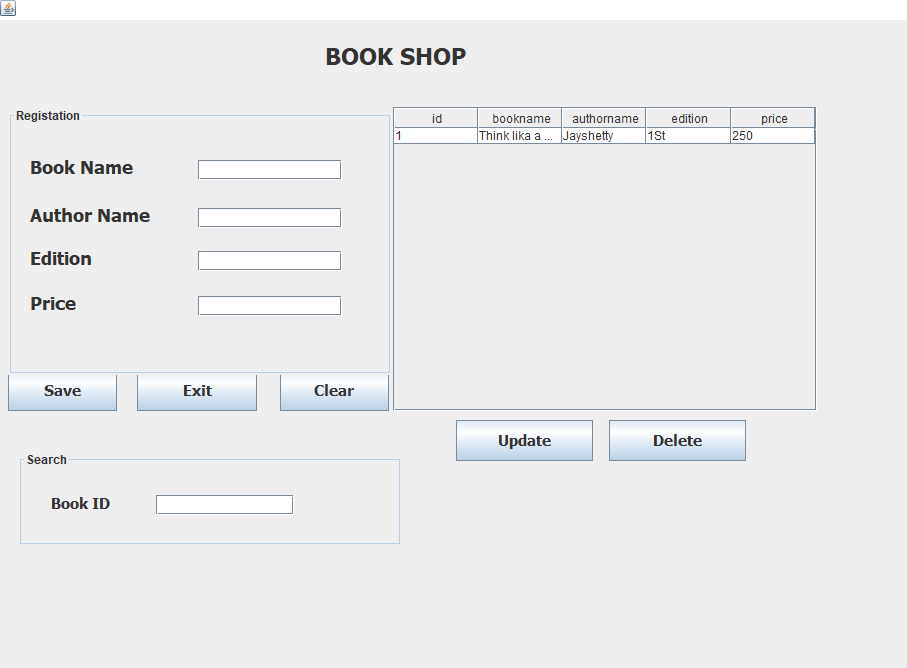 BOOK SHOP
Registation
Book Name
Author Name
Edition
Price
Save Exit Clear
id bookname authorname edition price
1 Think lika a ... Jayshetty 1St 250
Update Delete
Search
Book ID